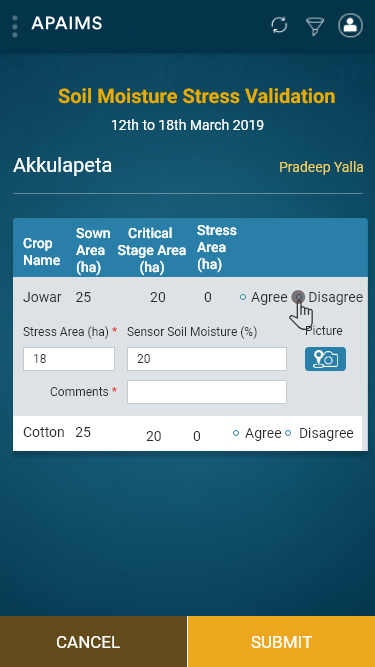 APAIMS
Soil Moisture Stress Validation
12th to 18th March 2019
Akkulapeta
Pradeep Yalla
Crop Name Sown Area (ha) Critical Stage Area (ha) Stress Area (ha)
Jowar 25 20 0 Agree Disagree
Stress Area (ha) * Sensor Soil Moisture (%) Picture
18 20
Comments *
Cotton 25 20 0 Agree Disagree
CANCEL SUBMIT